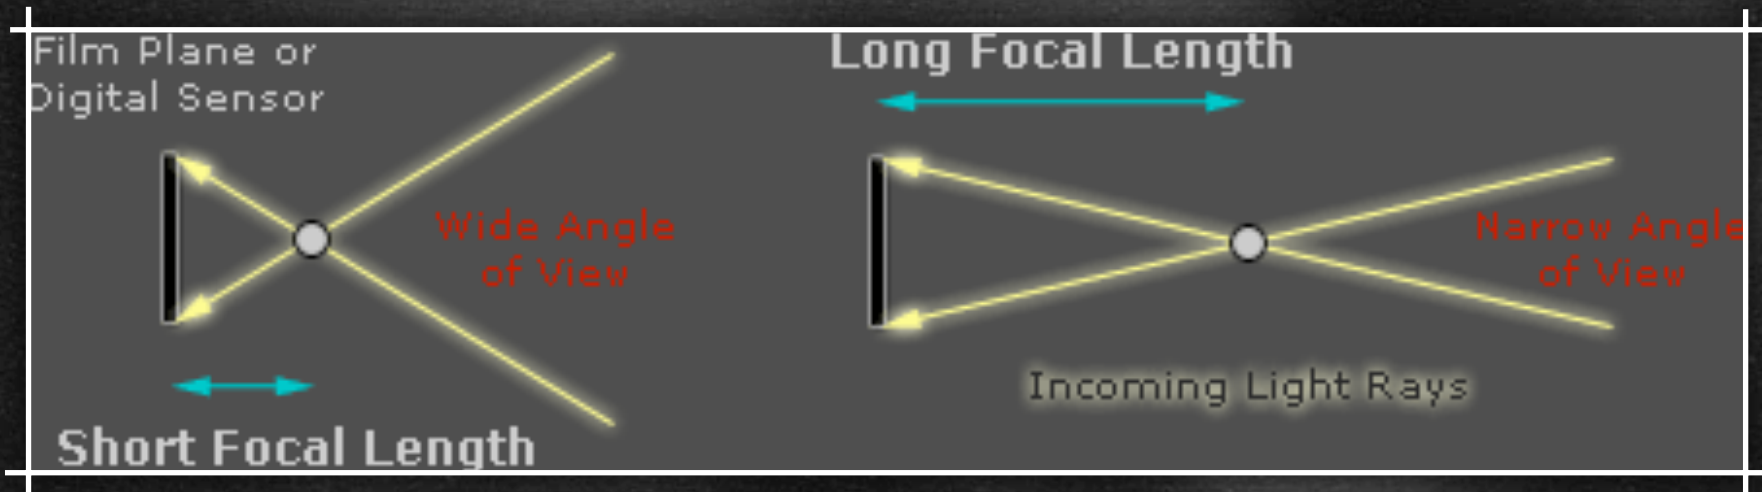 Film Plane or
Digital Sensor
Wide Angle
of View
Short Focal Length
Long Focal Length
Narrow Angle
of View
Incoming Light Rays